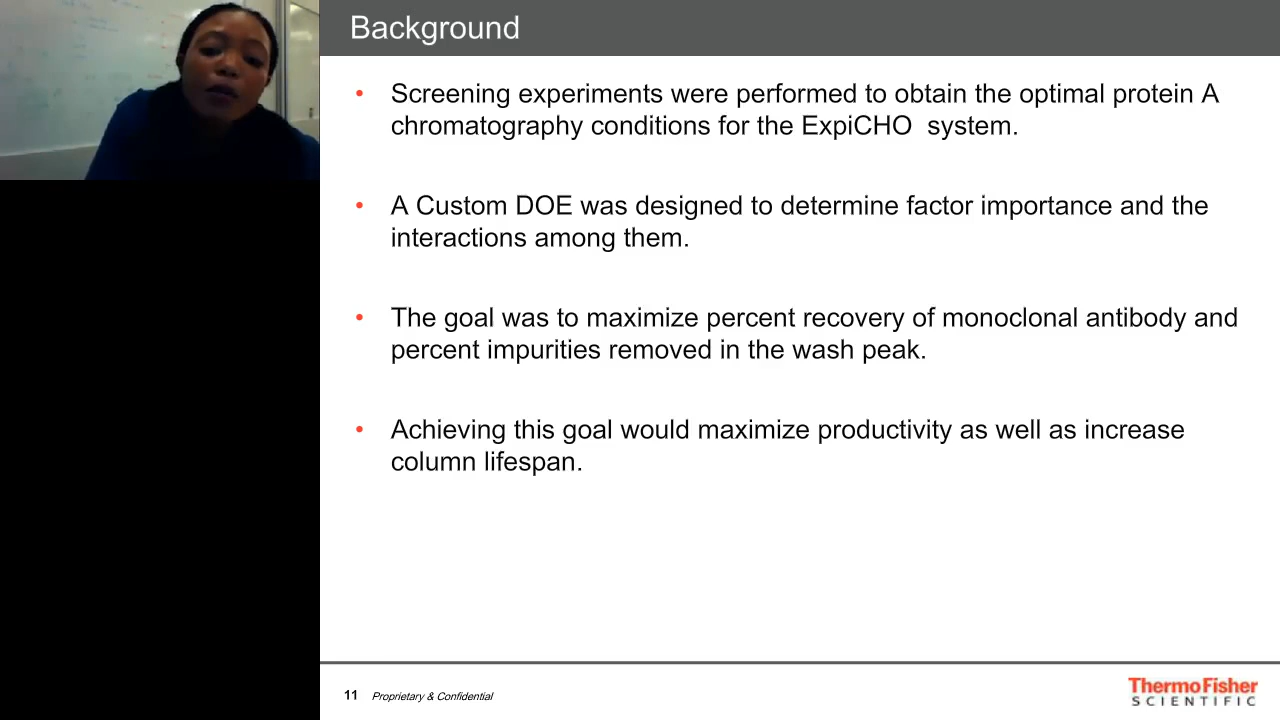 Background
• Screening experiments were performed to obtain the optimal protein A
chromatography conditions for the ExpiCHO  system.
• A Custom DOE was designed to determine factor importance and the
interactions among them.
• The goal was to maximize percent recovery of monoclonal antibody and
percent impurities removed in the wash peak.
• Achieving this goal would maximize productivity as well as increase
column lifespan.
11 Proprietary & Confidential
ThermoFisher
SCIENTIFIC